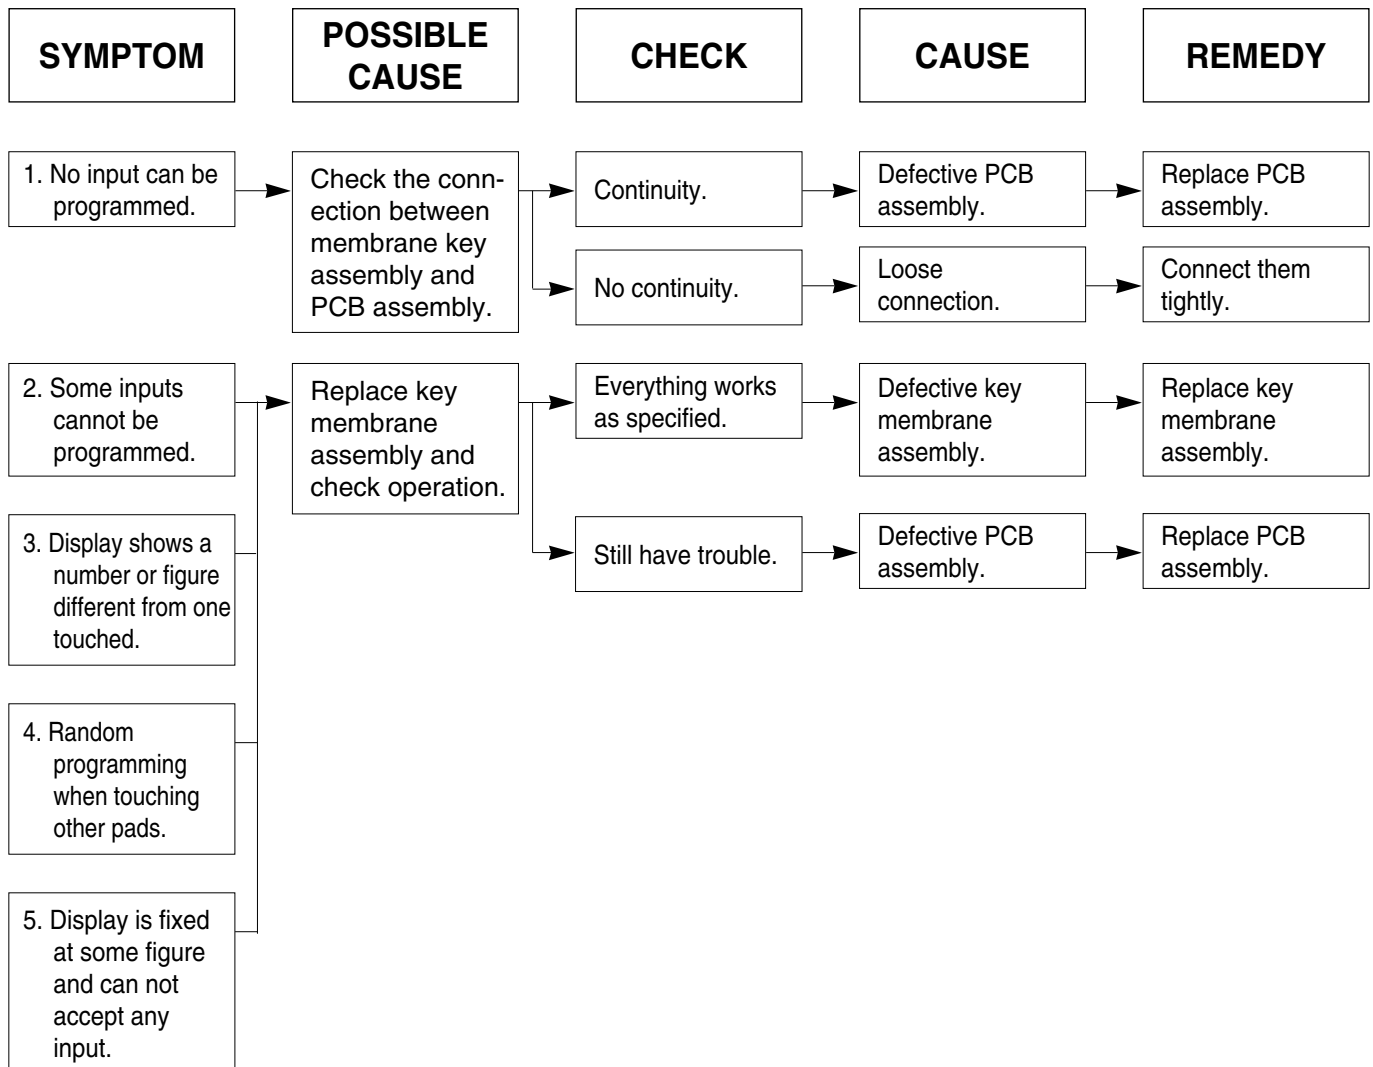 SYMPTOM
POSSIBLE
CAUSE
CHECK
CAUSE
REMEDY
1. No input can be
programmed.
Check the conn-
ection between
membrane key
assembly and
PCB assembly.
Continuity.
Defective PCB
assembly.
Replace PCB
assembly.
No continuity.
Loose
connection.
Connect them
tightly.
2. Some inputs
cannot be
programmed.
Replace key
membrane
assembly and
check operation.
Everything works
as specified.
Defective key
membrane
assembly.
Replace key
membrane
assembly.
3. Display shows a
number or figure
different from one
touched.
Still have trouble.
Defective PCB
assembly.
Replace PCB
assembly.
4. Random
programming
when touching
other pads.
5. Display is fixed
at some figure
and can not
accept any
input.